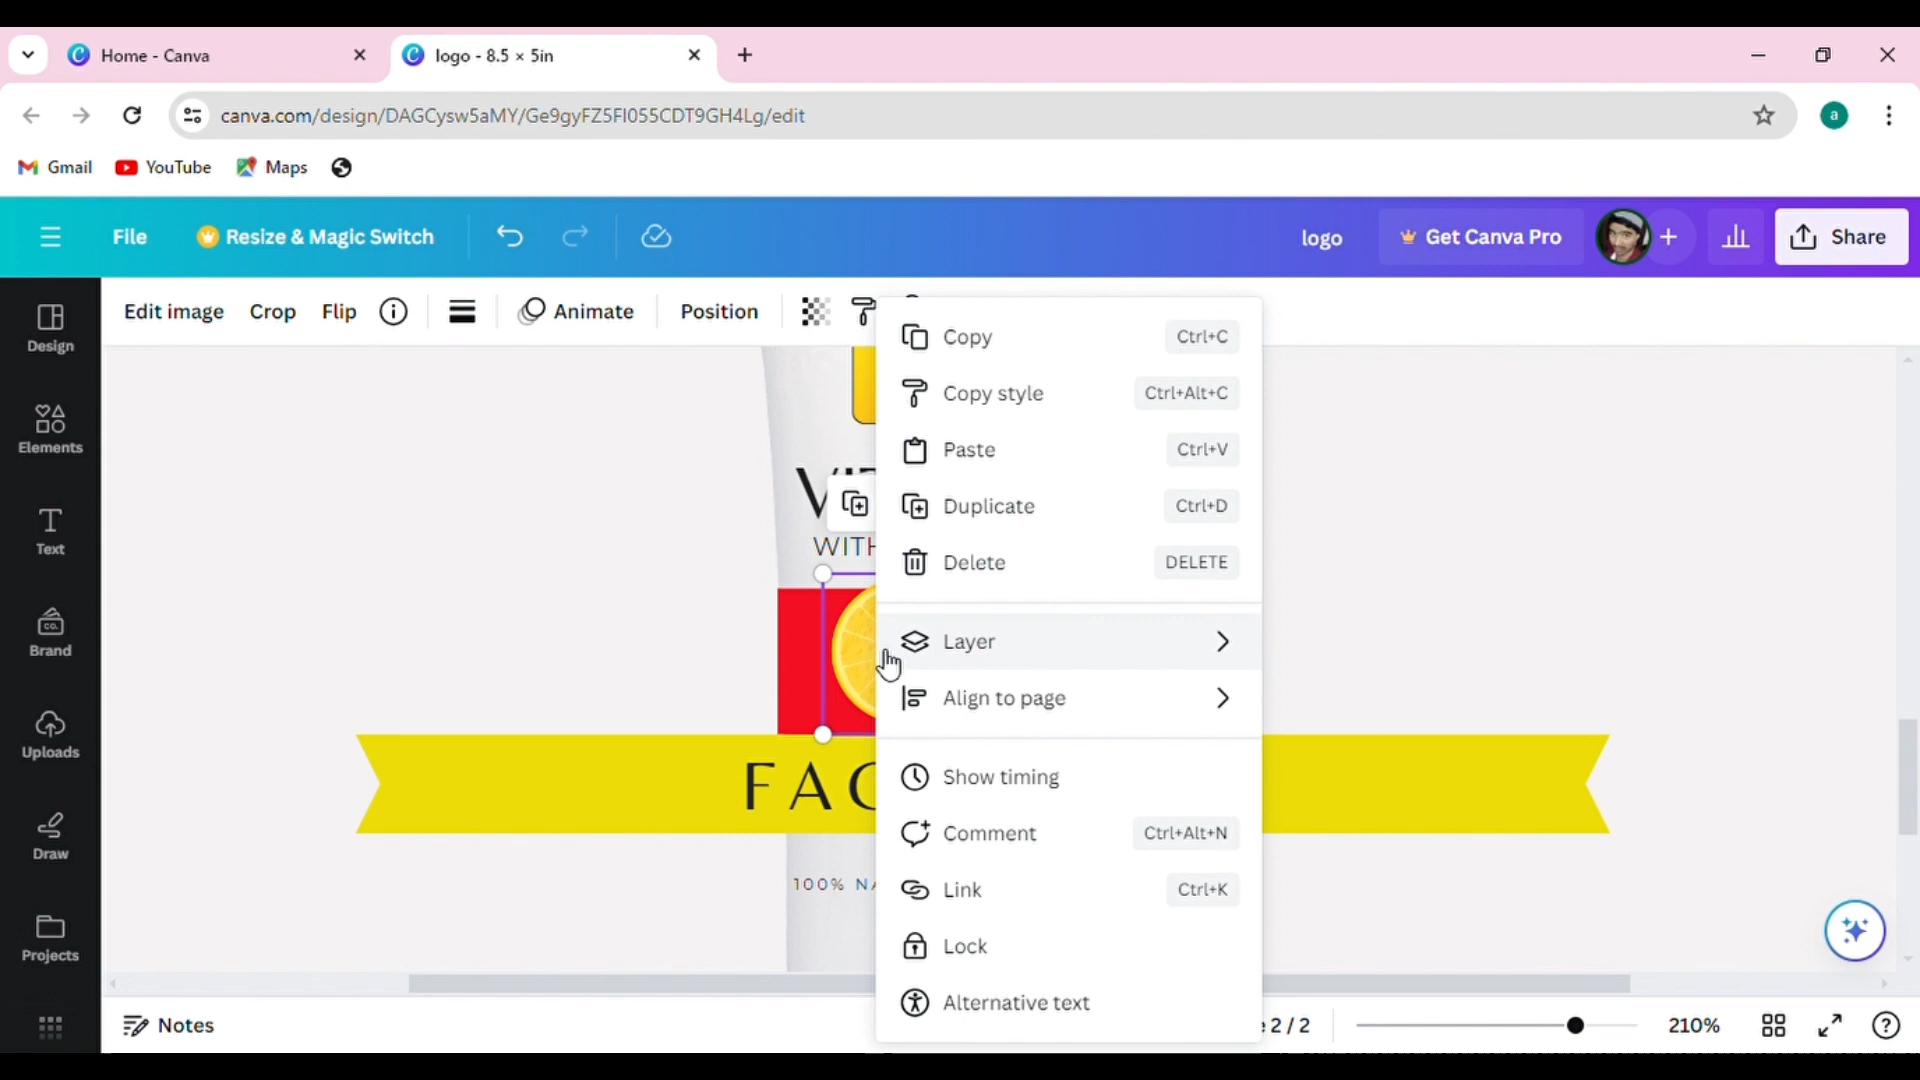 Home - Canva
logo - 8.5 × 5in
canva.com/design/DAGCysw5aMY/Ge9gyFZ5FI055CDT9GH4Lg/edit
a
Gmail
YouTube
Maps
File
Resize & Magic Switch
logo
Get Canva Pro
Share
Edit image
Crop
Flip
Animate
Position
Design
Elements
Text
CO.
Brand
Uploads
Draw
Projects
Copy Ctrl+C
Copy style Ctrl+Alt+C
Paste Ctrl+V
Duplicate Ctrl+D
Delete DELETE
Layer
Align to page
Show timing
Comment Ctrl+Alt+N
Link Ctrl+K
Lock
Alternative text
WITH
FAC
100% NA
Notes
2 / 2
210%